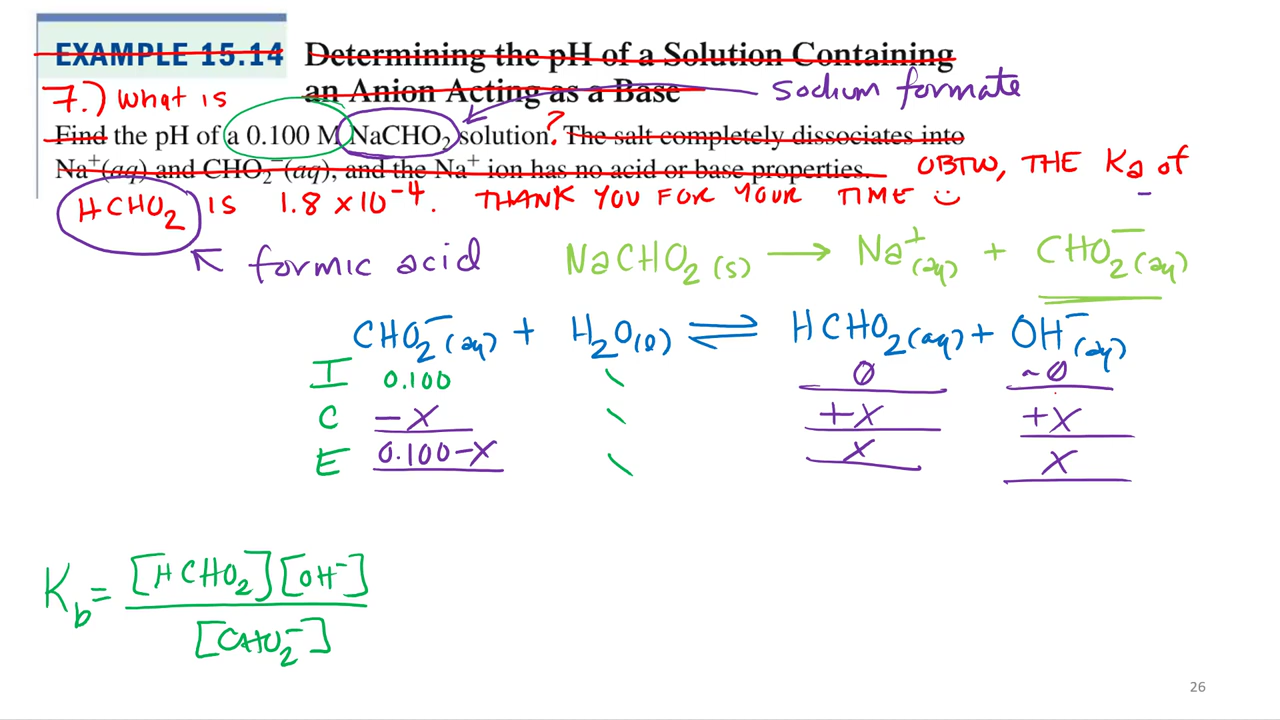 EXAMPLE 15.14 Determining the pH of a Solution Containing
an Anion Acting as a Base
7.) What is
sodium formate
Find the pH of a 0.100 M NaCHO₂ solution? The salt completely dissociates into
Na⁺(aq) and CHO₂⁻(aq), and the Na⁺ ion has no acid or base properties.
OBTW, THE Ka of
HCHO₂ is 1.8 x 10⁻⁴. THANK YOU FOR YOUR TIME
formic acid
NaCHO₂(s) → Na⁺(aq) + CHO₂⁻(aq)
CHO₂⁻(aq) + H₂O(l) ⇌ HCHO₂(aq) + OH⁻(aq)
I 0.100 \ 0 ~0
C -x \ +x +x
E 0.100-x \ x x
Kb = [HCHO₂][OH⁻]
[CHO₂⁻]
26